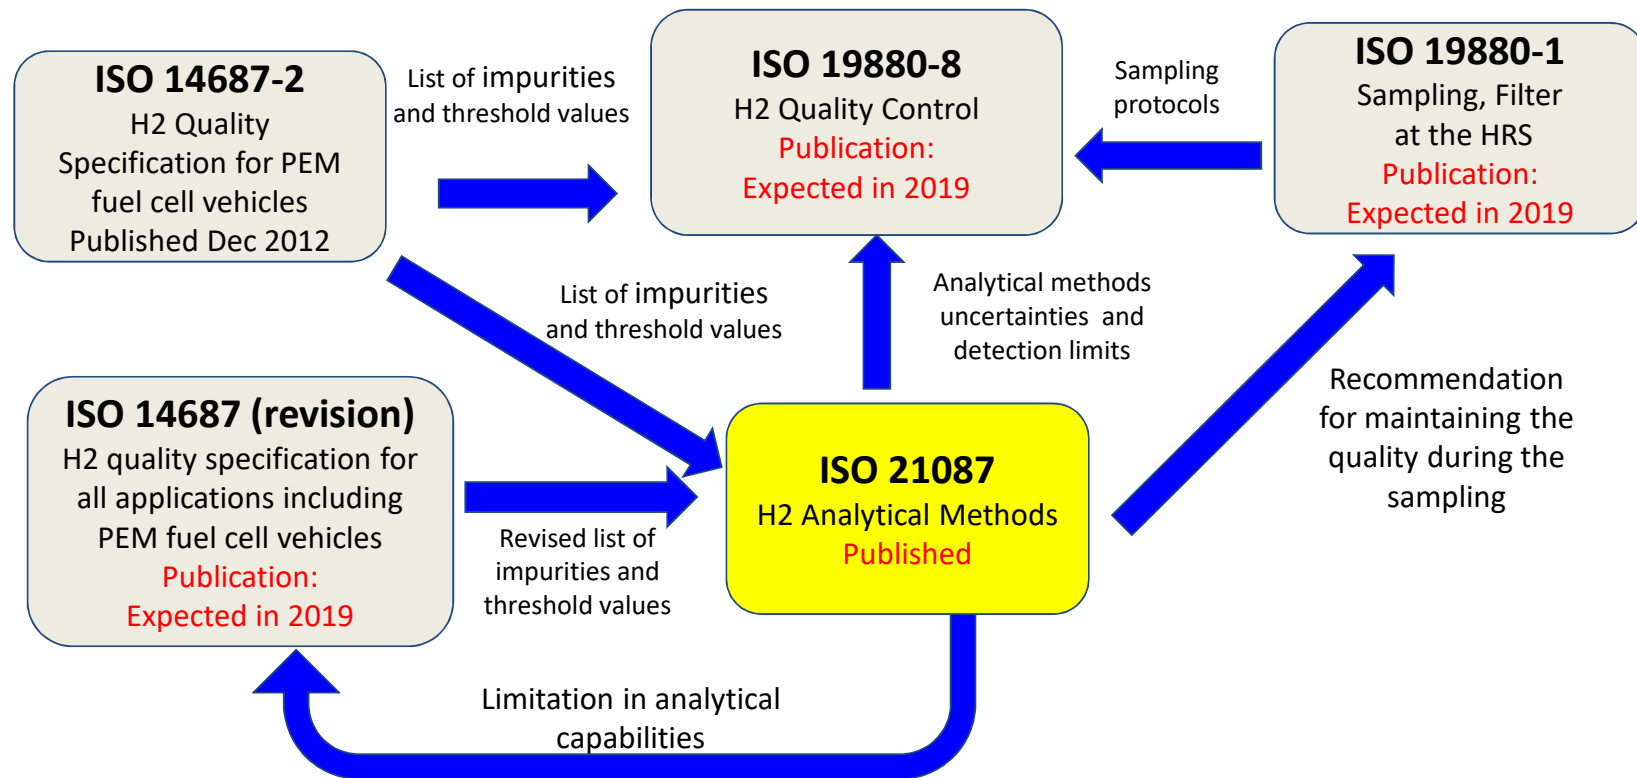 ISO 14687-2
H2 Quality
Specification for PEM
fuel cell vehicles
Published Dec 2012
List of impurities
and threshold values
ISO 19880-8
H2 Quality Control
Publication:
Expected in 2019
Sampling
protocols
ISO 19880-1
Sampling, Filter
at the HRS
Publication:
Expected in 2019
List of impurities
and threshold values
Analytical methods
uncertainties and
detection limits
Recommendation
for maintaining the
quality during the
sampling
ISO 14687 (revision)
H2 quality specification for
all applications including
PEM fuel cell vehicles
Publication:
Expected in 2019
Revised list of
impurities and
threshold values
ISO 21087
H2 Analytical Methods
Published
Limitation in analytical
capabilities